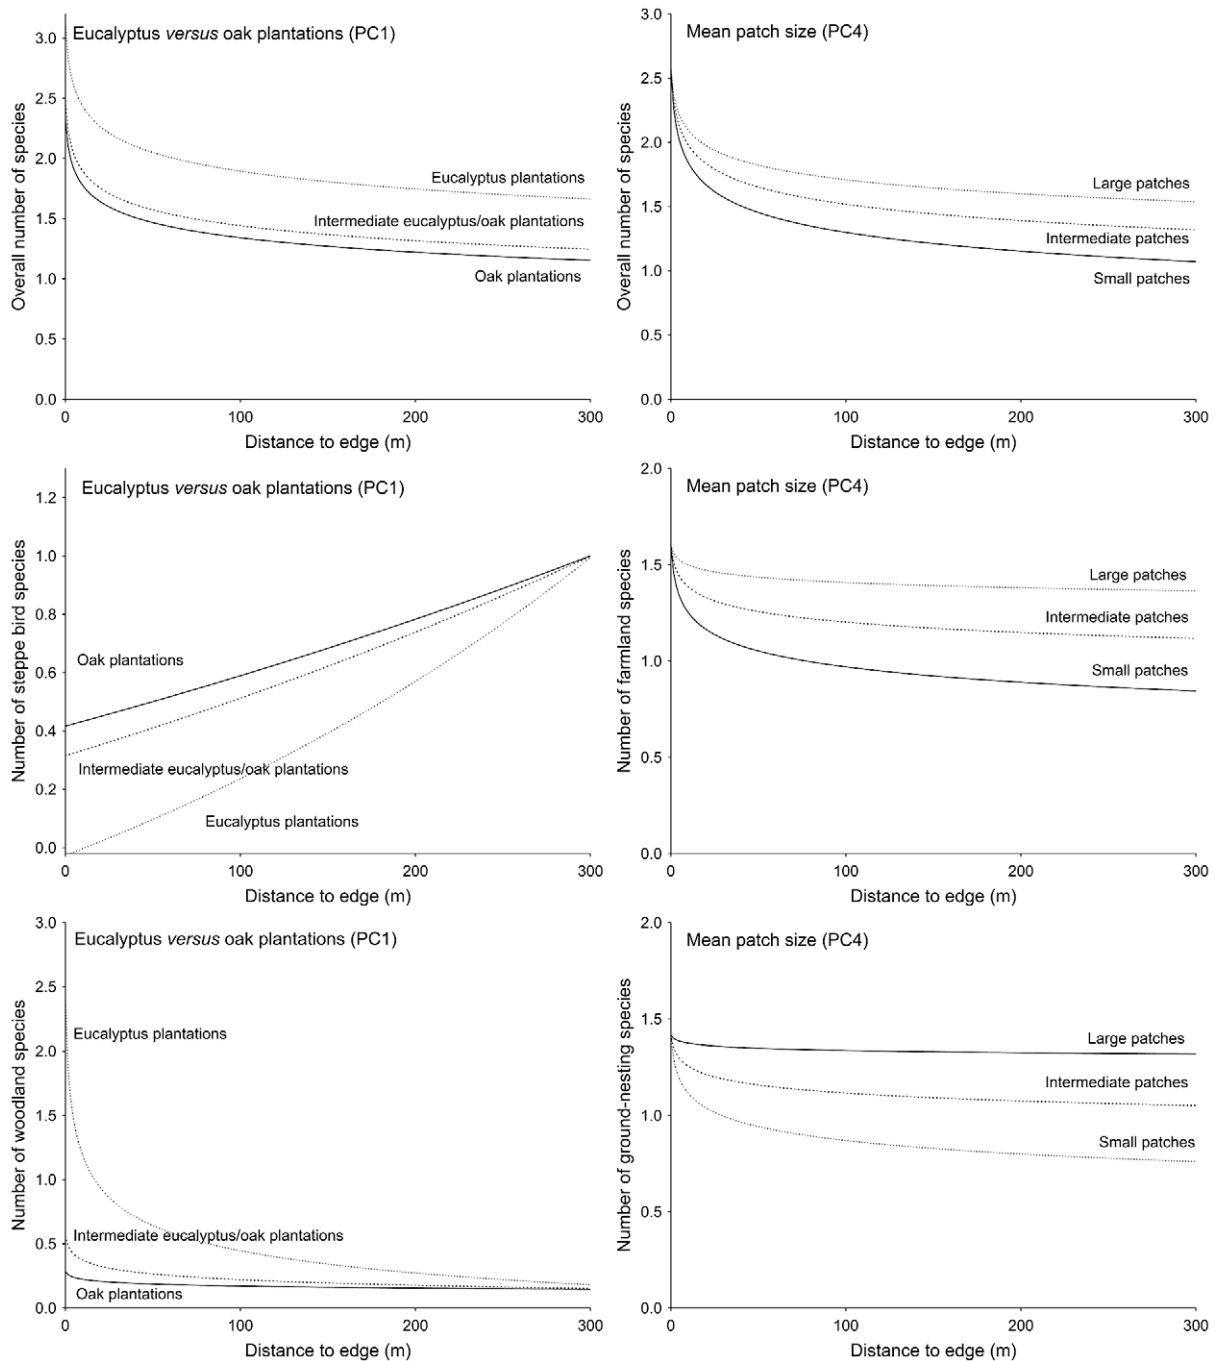 Eucalyptus versus oak plantations (PC1)
Overall number of species
3.0
2.5
2.0
1.5
1.0
0.5
0.0
Eucalyptus plantations
Intermediate eucalyptus/oak plantations
Oak plantations
0
100
200
300
Distance to edge (m)
Mean patch size (PC4)
Overall number of species
3.0
2.5
2.0
1.5
1.0
0.5
0.0
Large patches
Intermediate patches
Small patches
0
100
200
300
Distance to edge (m)
Eucalyptus versus oak plantations (PC1)
Number of steppe bird species
1.2
1.0
0.8
0.6
0.4
0.2
0.0
Oak plantations
Intermediate eucalyptus/oak plantations
Eucalyptus plantations
0
100
200
300
Distance to edge (m)
Mean patch size (PC4)
Number of farmland species
2.0
1.5
1.0
0.5
0.0
Large patches
Intermediate patches
Small patches
0
100
200
300
Distance to edge (m)
Eucalyptus versus oak plantations (PC1)
Number of woodland species
3.0
2.5
2.0
1.5
1.0
0.5
0.0
Eucalyptus plantations
Intermediate eucalyptus/oak plantations
Oak plantations
0
100
200
300
Distance to edge (m)
Mean patch size (PC4)
Number of ground-nesting species
2.0
1.5
1.0
0.5
0.0
Large patches
Intermediate patches
Small patches
0
100
200
300
Distance to edge (m)